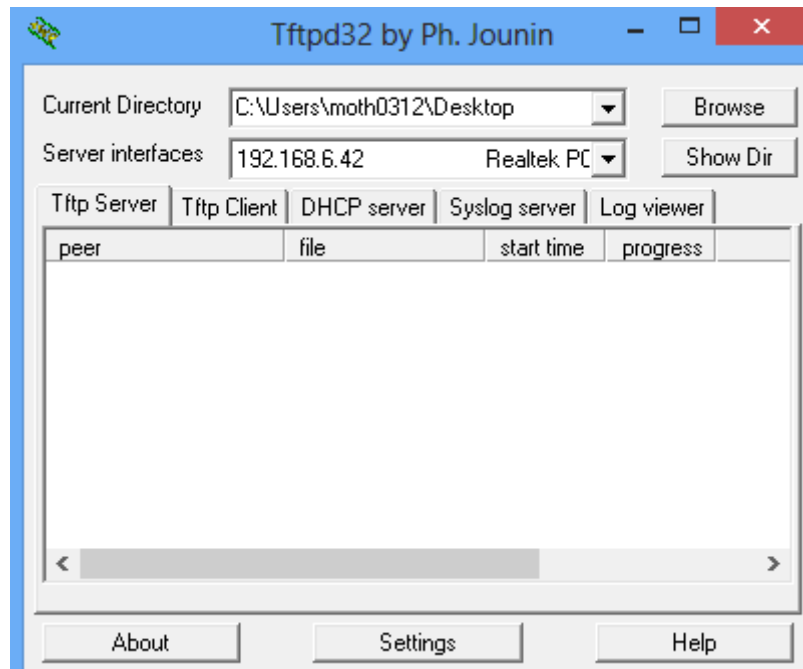 Tftpd32 by Ph. Jounin
Current Directory C:\Users\moth0312\Desktop Browse
Server interfaces 192.168.6.42 Realtek PC Show Dir
Tftp Server Tftp Client DHCP server Syslog server Log viewer
peer file start time progress
About Settings Help